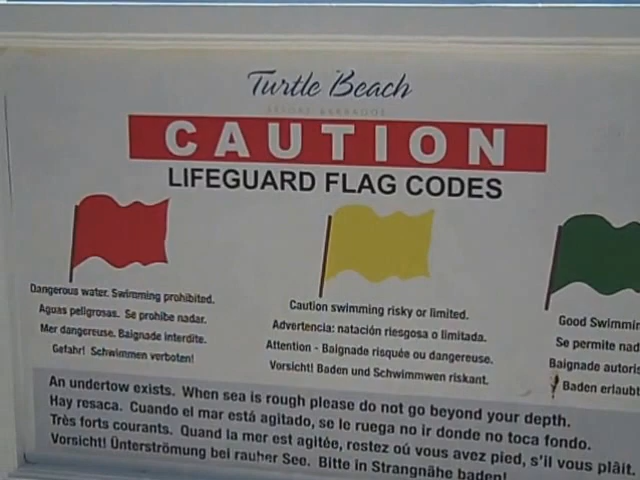 Turtle Beach
RESORT BARBADOS
CAUTION
LIFEGUARD FLAG CODES
Dangerous water. Swimming prohibited.
Aguas peligrosas. Se prohibe nadar.
Mer dangereuse. Baignade interdite.
Gefahr! Schwimmen verboten!
Caution swimming risky or limited.
Advertencia: natación riesgosa o limitada.
Attention - Baignade risquée ou dangereuse.
Vorsicht! Baden und Schwimmwen riskant.
Good Swimmin
Se permite nad
Baignade autoris
Baden erlaubt
An undertow exists. When sea is rough please do not go beyond your depth.
Hay resaca. Cuando el mar está agitado, se le ruega no ir donde no toca fondo.
Très forts courants. Quand la mer est agitée, restez oú vous avez pied, s'il vous plâit.
Vorsicht! Ünterströmung bei rauher See. Bitte in Strangnähe baden!